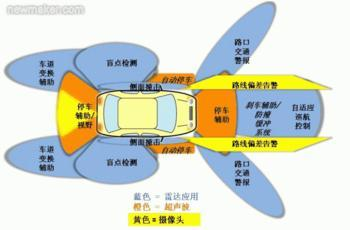 newmaker.com
车道
变换
辅助
盲点检测
侧面撞击
自动停车
路口
交通
警报
路线偏差告警
停车
辅助/
视野
停车
辅助
刹车辅助/
防撞
缓冲
系统
自适应
巡航
控制
侧面撞击
自动停车
路线偏差告警
车道
变换
辅助
盲点检测
路口
交通
警报
蓝色 = 雷达应用
橙色 = 超声波
黄色 = 摄像头